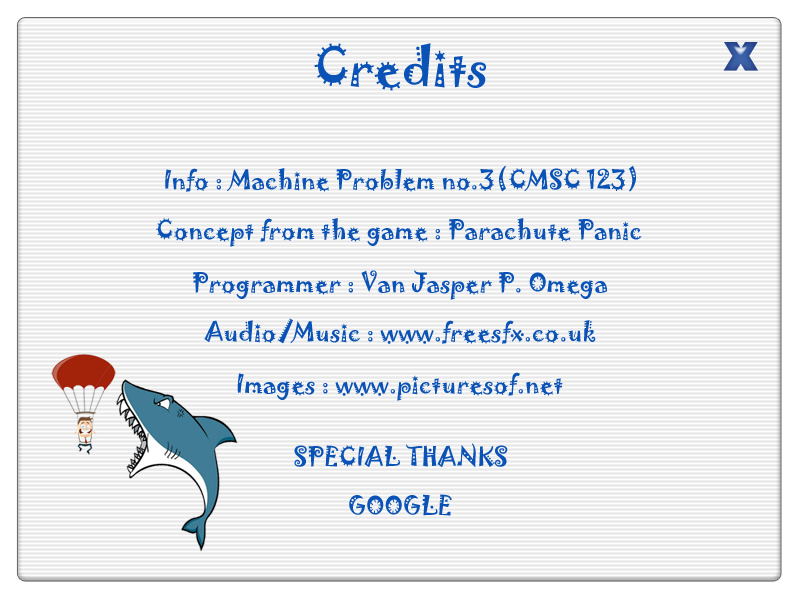 Credits
X
Info : Machine Problem no.3(CMSC 123)
Concept from the game : Parachute Panic
Programmer : Van Jasper P. Omega
Audio/Music : www.freesfx.co.uk
Images : www.picturesof.net
SPECIAL THANKS
GOOGLE